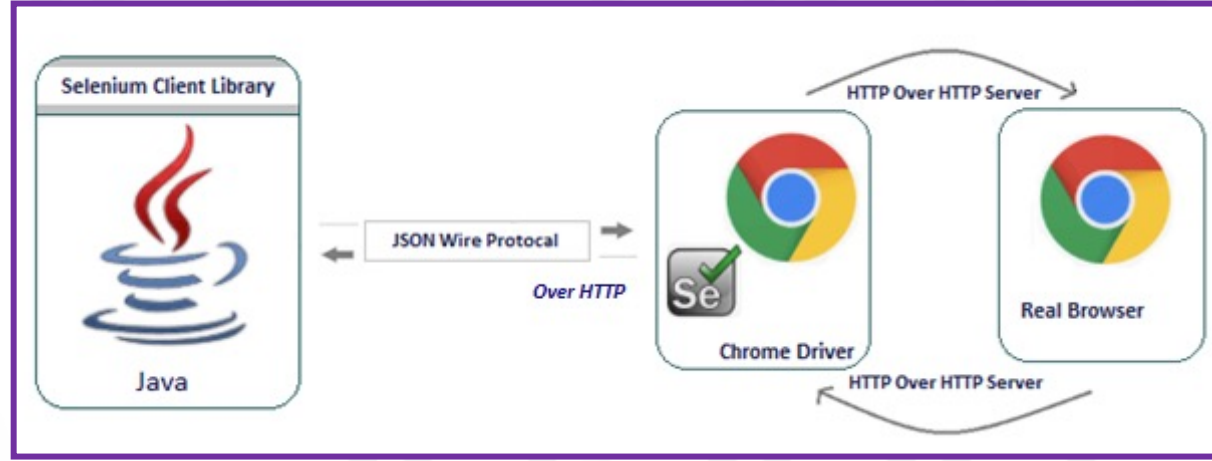 Selenium Client Library
Java
JSON Wire Protocal
Over HTTP
HTTP Over HTTP Server
Se
Chrome Driver
Real Browser
HTTP Over HTTP Server